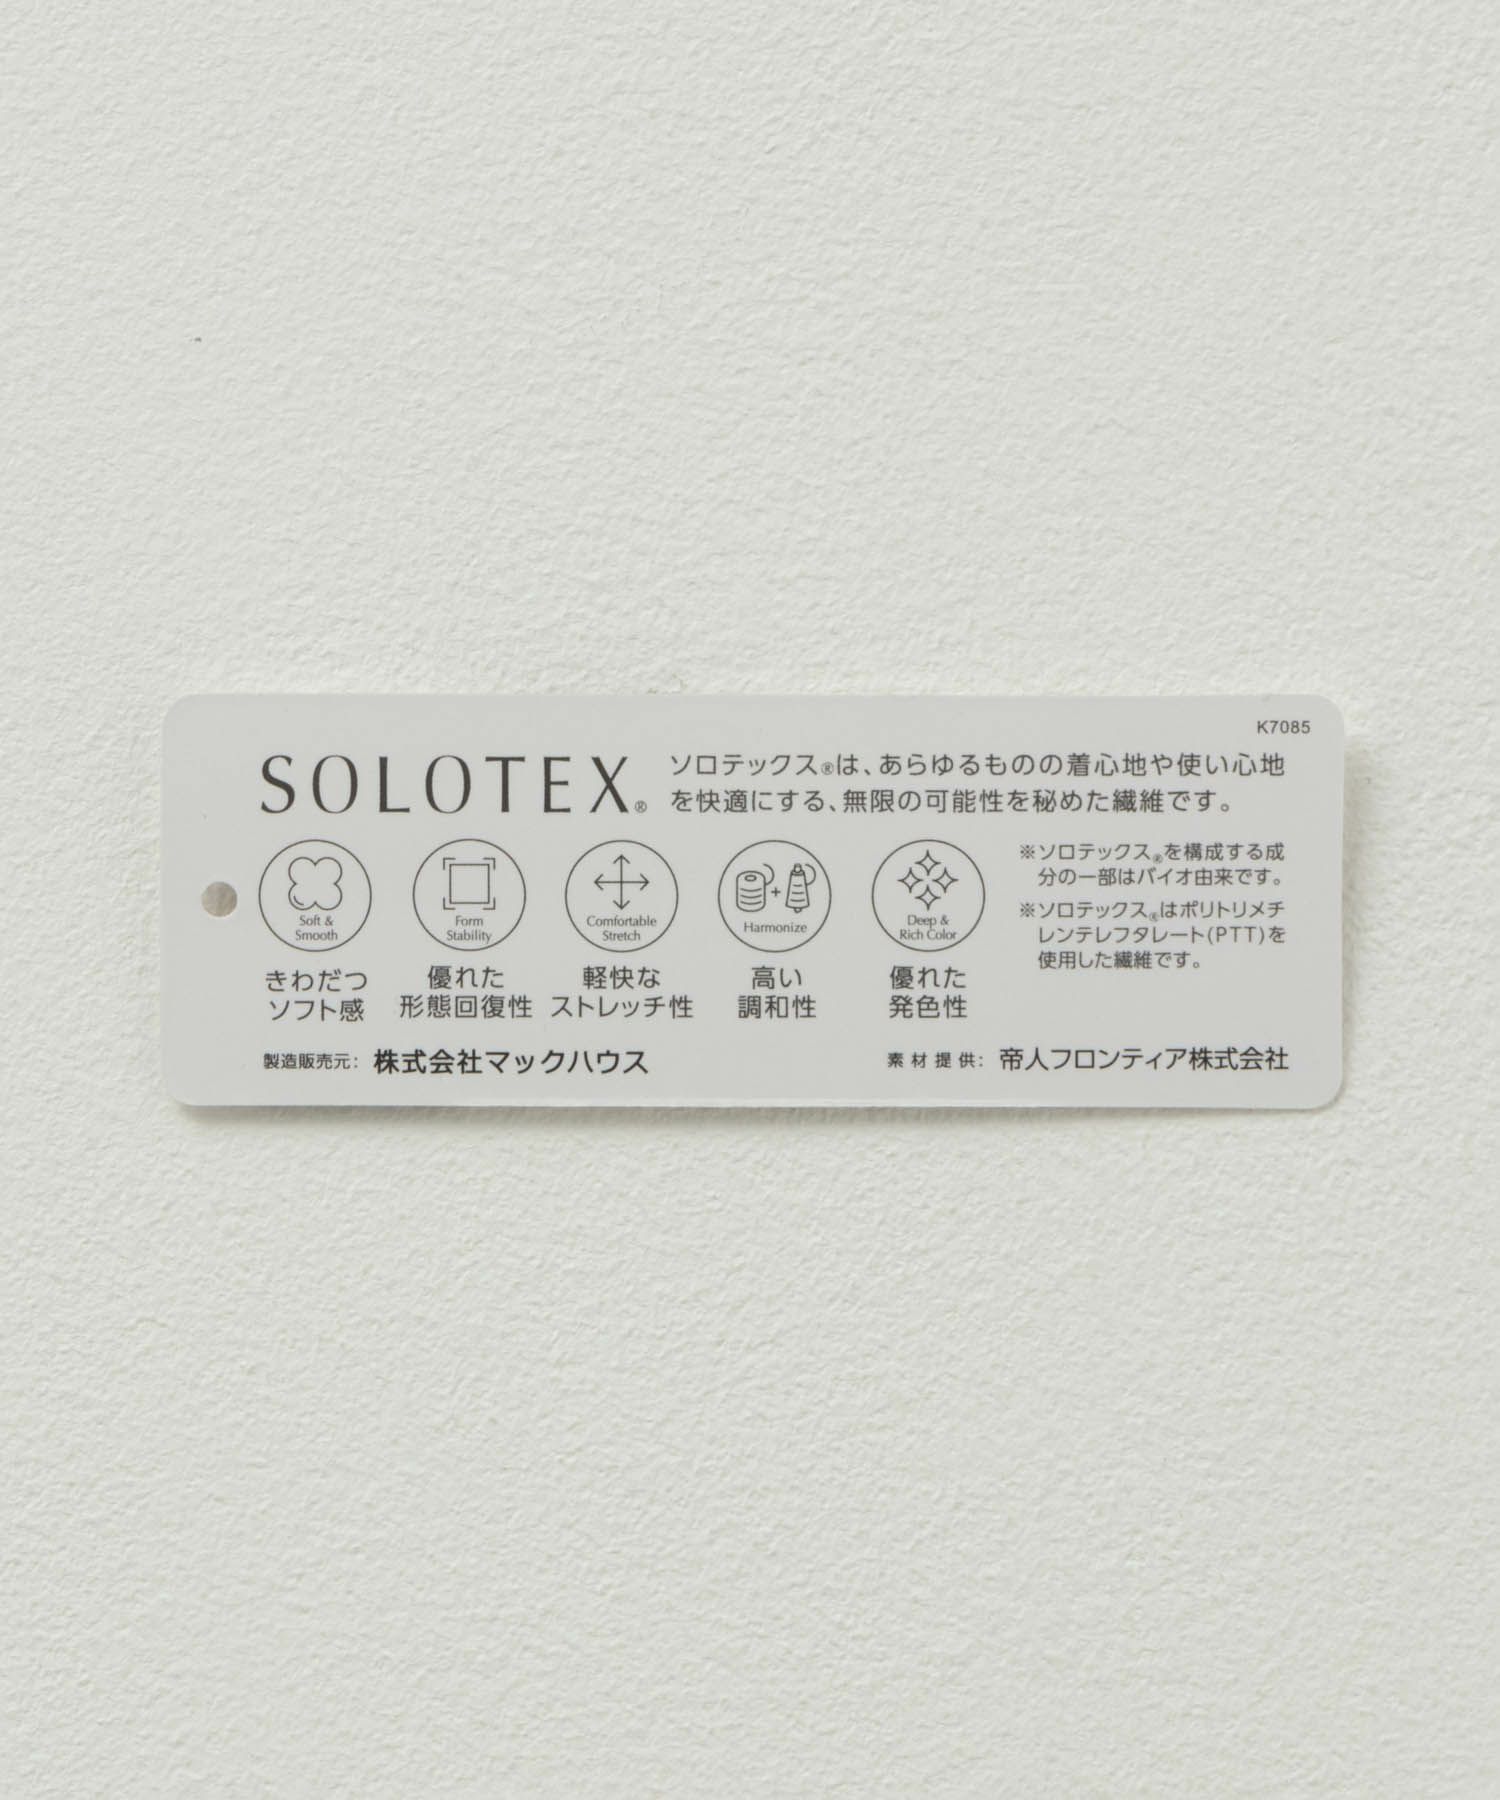 K7085
SOLOTEX®
ソロテックス®は、あらゆるものの着心地や使い心地
を快適にする、無限の可能性を秘めた繊維です。
Soft &
Smooth
きわだつ
ソフト感
Form
Stability
優れた
形態回復性
Comfortable
Stretch
軽快な
ストレッチ性
Harmonize
高い
調和性
Deep &
Rich Color
優れた
発色性
※ソロテックス®を構成する成
分の一部はバイオ由来です。
※ソロテックス®はポリトリメチ
レンテレフタレート(PTT)を
使用した繊維です。
製造販売元: 株式会社マックハウス
素材提供: 帝人フロンティア株式会社